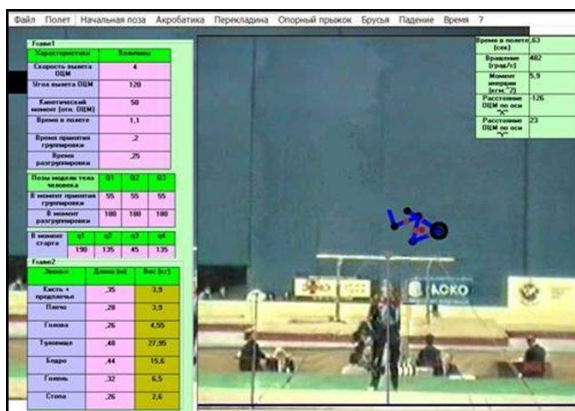 Файл Полет Начальная поза Акробатика Перекладина Опорный прыжок Брусья Падение Время ?
Frame1
Характеристики Величины
Скорость вылета ОЦМ 4
Угол вылета ОЦМ 120
Кинетический момент (отн. ОЦМ) 50
Время в полете 1,1
Время принятия группировки ,2
Время разгруппировки ,25
Позы модели тела человека Q1 Q2 Q3
В момент принятия группировки 55 55 55
В момент разгруппировки 180 180 180
В момент старта q1 q2 q3 q4
190 135 45 135
Frame2
Звенья Длина (м) Вес (кг)
Кисть + предплечье ,35 3,9
Плечо ,28 3,9
Голова ,26 4,55
Туловище ,48 27,95
Бедро ,44 15,6
Голень ,32 6,5
Стопа ,26 2,6
Время в полете (сек) ,63
Вращение (град/с) 482
Момент инерции (кгм^2) 5,9
Расстояние ОЦМ по оси "X" -126
Расстояние ОЦМ по оси "Y" 23
ЛОКО